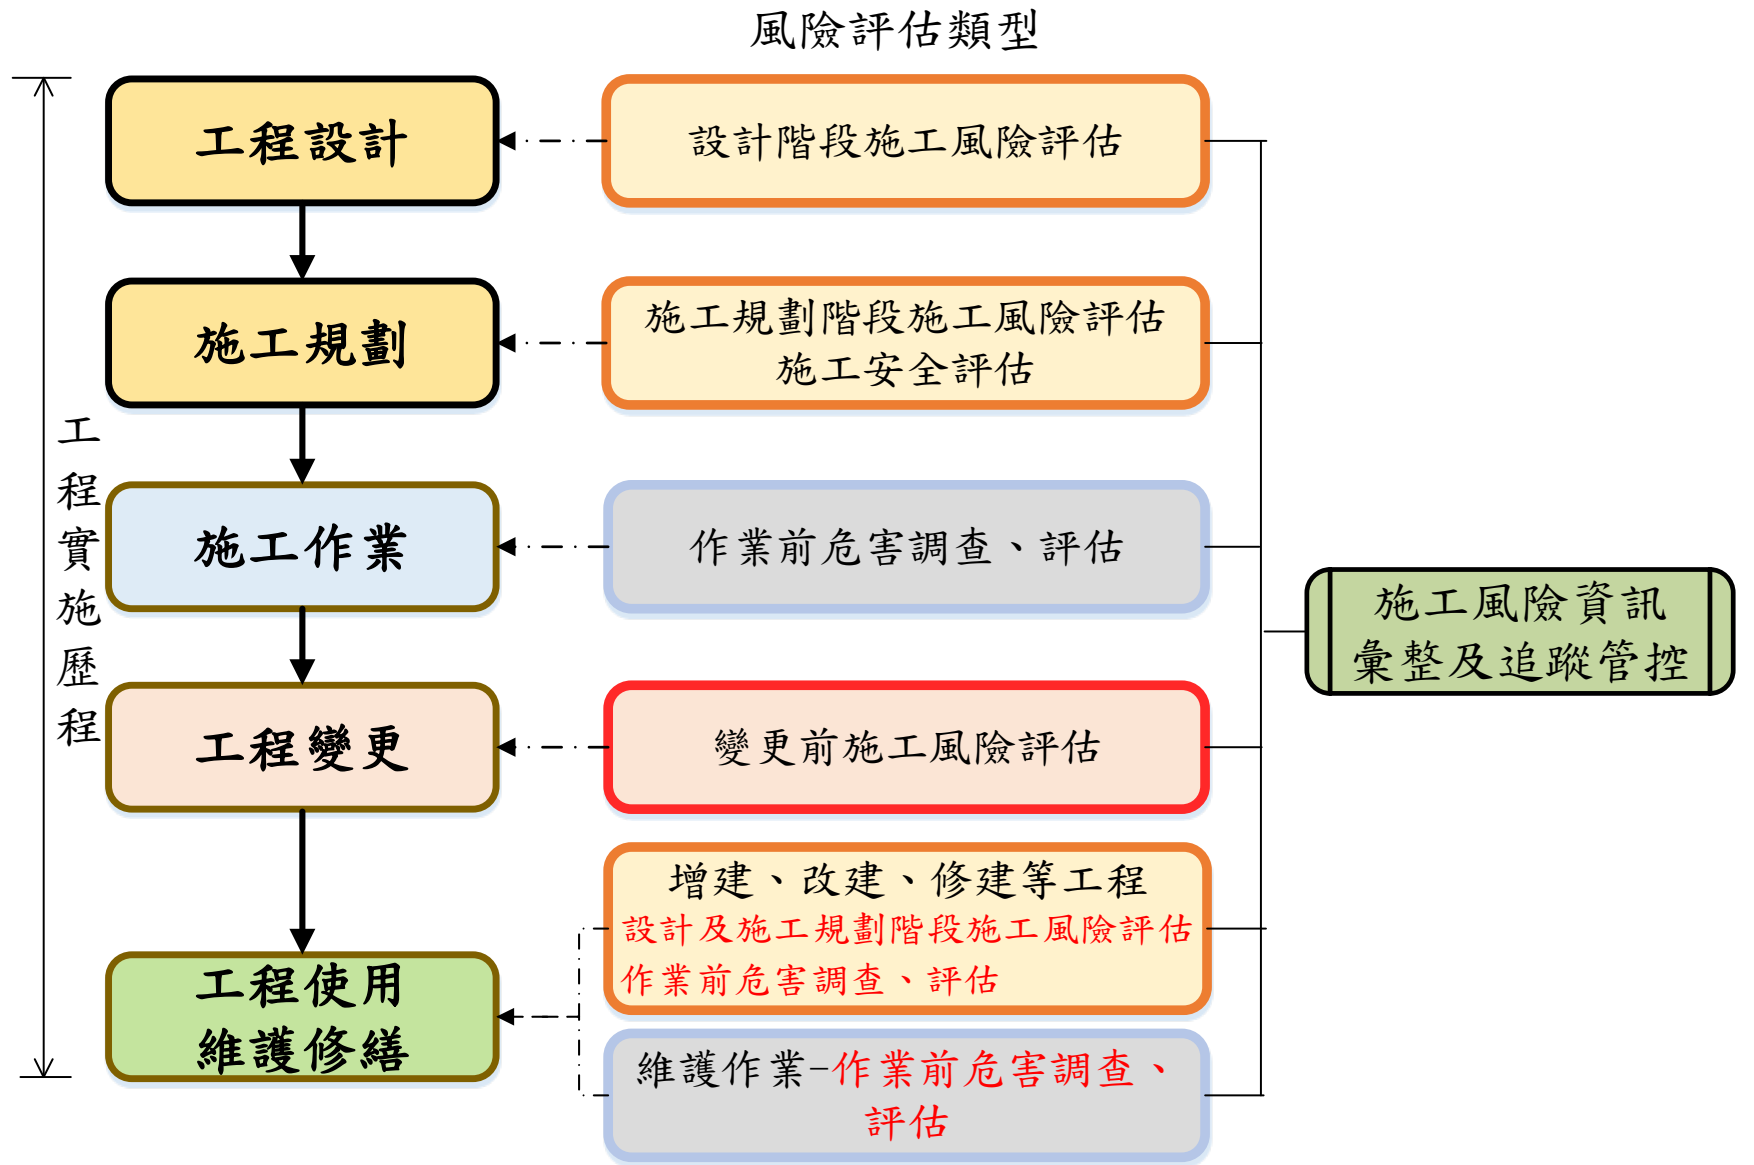 風險評估類型
工程設計
設計階段施工風險評估
施工規劃
施工規劃階段施工風險評估
施工安全評估
工程實施歷程
施工作業
作業前危害調查、評估
施工風險資訊
彙整及追蹤管控
工程變更
變更前施工風險評估
增建、改建、修建等工程
設計及施工規劃階段施工風險評估
作業前危害調查、評估
工程使用
維護修繕
維護作業-作業前危害調查、
評估